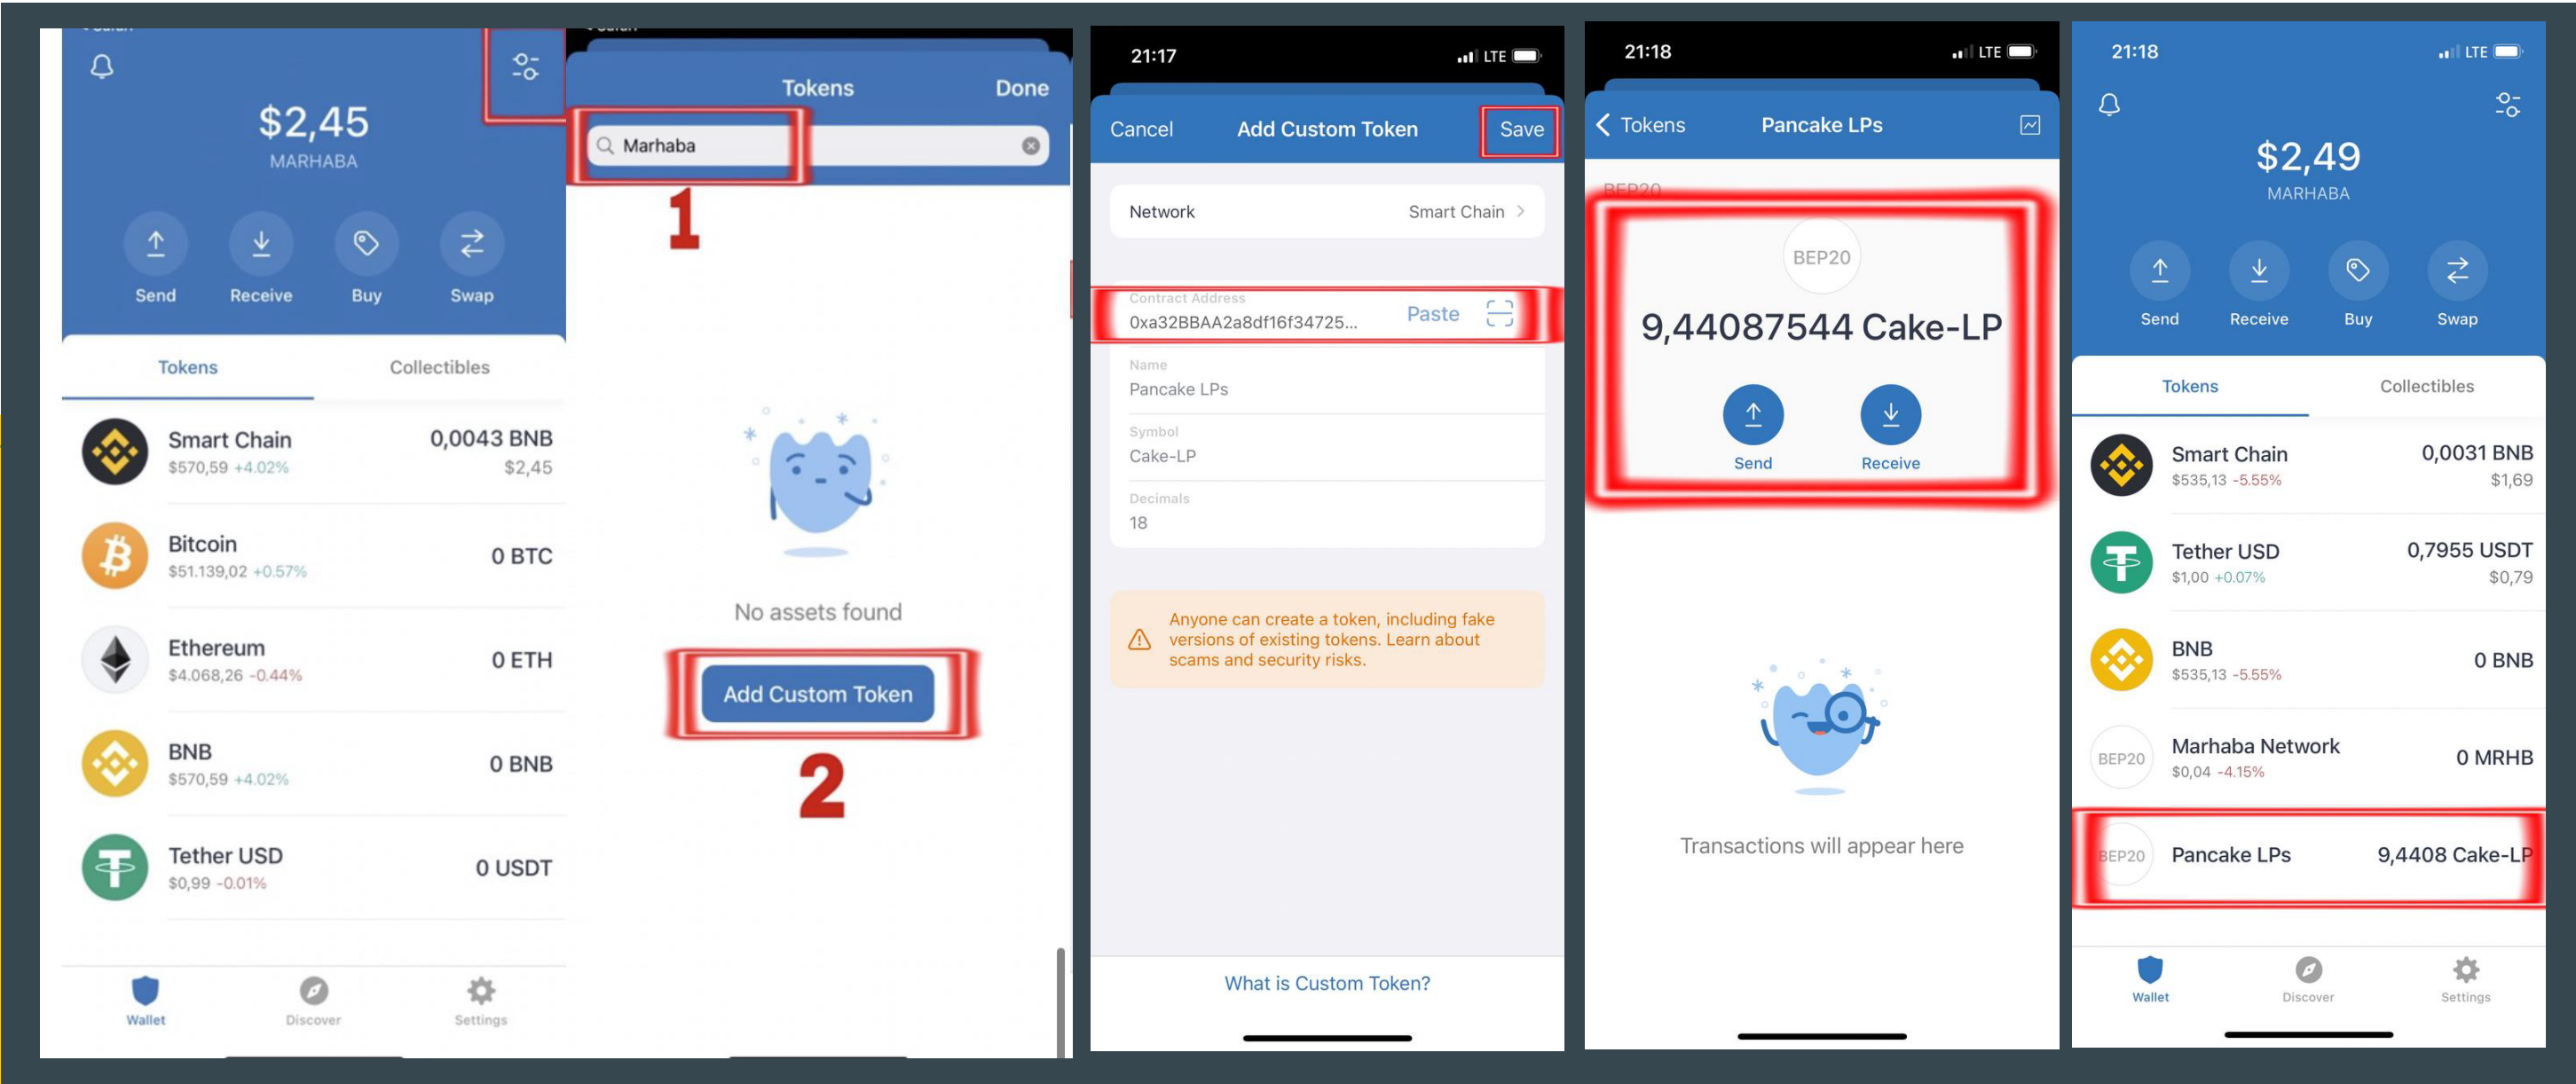 $2,45
MARHABA
Send
Receive
Buy
Swap
Tokens
Collectibles
Smart Chain
0,0043 BNB
$570,59 +4.02%
$2,45
Bitcoin
0 BTC
$51.139,02 +0.57%
Ethereum
0 ETH
$4.068,26 -0.44%
BNB
0 BNB
$570,59 +4.02%
Tether USD
0 USDT
$0,99 -0.01%
Wallet
Discover
Settings
Tokens
Done
Marhaba
1
No assets found
Add Custom Token
2
21:17
LTE
Cancel
Add Custom Token
Save
Network
Smart Chain
Contract Address
0xa32BBAA2a8df16f34725...
Paste
Name
Pancake LPs
Symbol
Cake-LP
Decimals
18
Anyone can create a token, including fake
versions of existing tokens. Learn about
scams and security risks.
What is Custom Token?
21:18
LTE
Tokens
Pancake LPs
BEP20
BEP20
9,44087544 Cake-LP
Send
Receive
Transactions will appear here
21:18
LTE
$2,49
MARHABA
Send
Receive
Buy
Swap
Tokens
Collectibles
Smart Chain
0,0031 BNB
$535,13 -5.55%
$1,69
Tether USD
0,7955 USDT
$1,00 +0.07%
$0,79
BNB
0 BNB
$535,13 -5.55%
BEP20
Marhaba Network
0 MRHB
$0,04 -4.15%
BEP20
Pancake LPs
9,4408 Cake-LP
Wallet
Discover
Settings